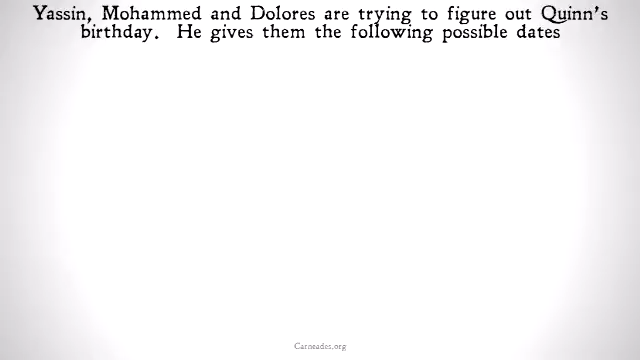 Yassin, Mohammed and Dolores are trying to figure out Quinn's
birthday.  He gives them the following possible dates
Carneades.org